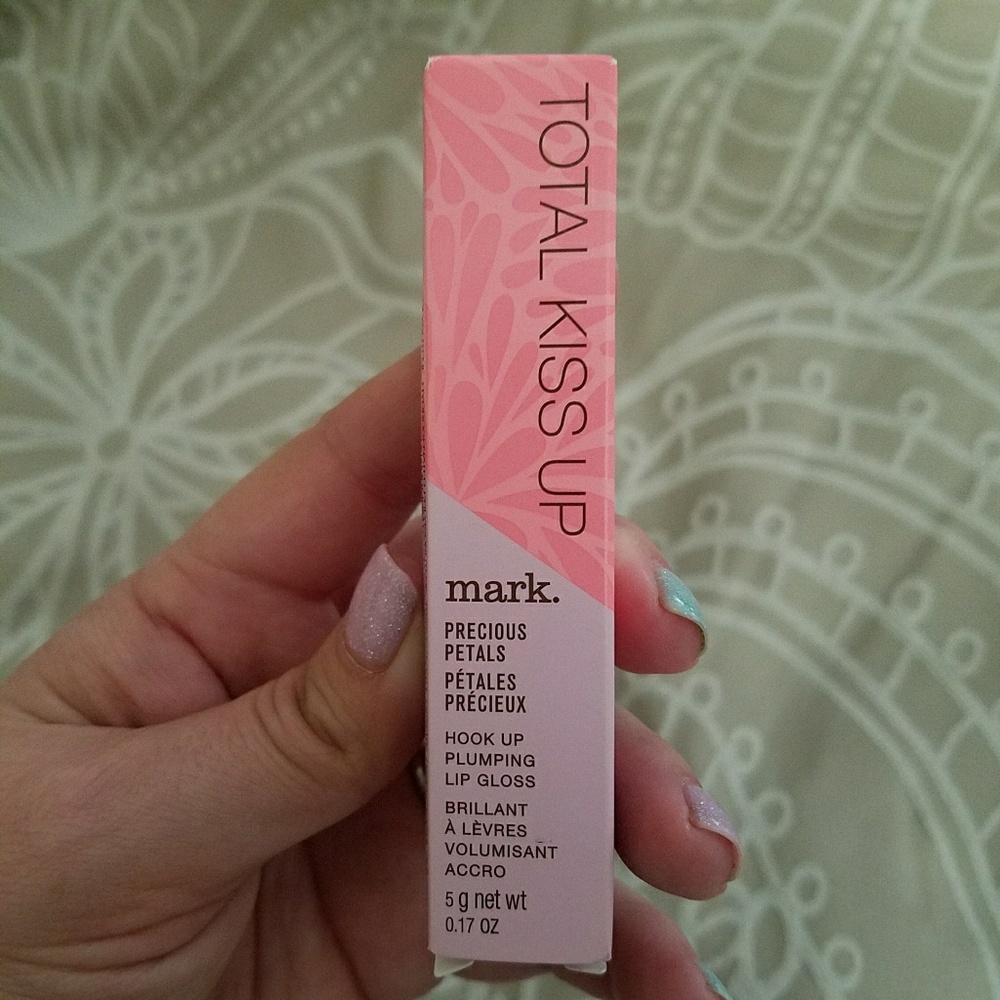 TOTAL KISS UP
mark.
PRECIOUS
PETALS
PÉTALES
PRÉCIEUX
HOOK UP
PLUMPING
LIP GLOSS
BRILLANT
À LÈVRES
VOLUMISANT
ACCRO
5 g net wt
0.17 OZ